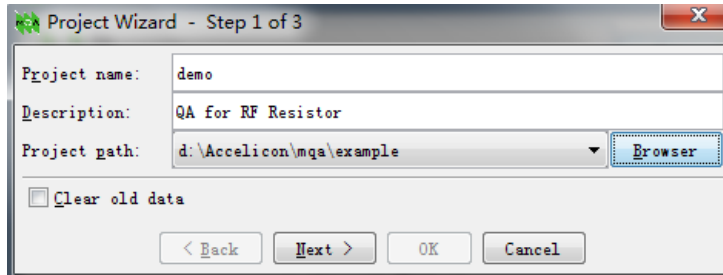 MQA Project Wizard - Step 1 of 3
Project name: demo
Description: QA for RF Resistor
Project path: d:\Accelicon\mqa\example Browser
Clear old data
< Back Next > OK Cancel